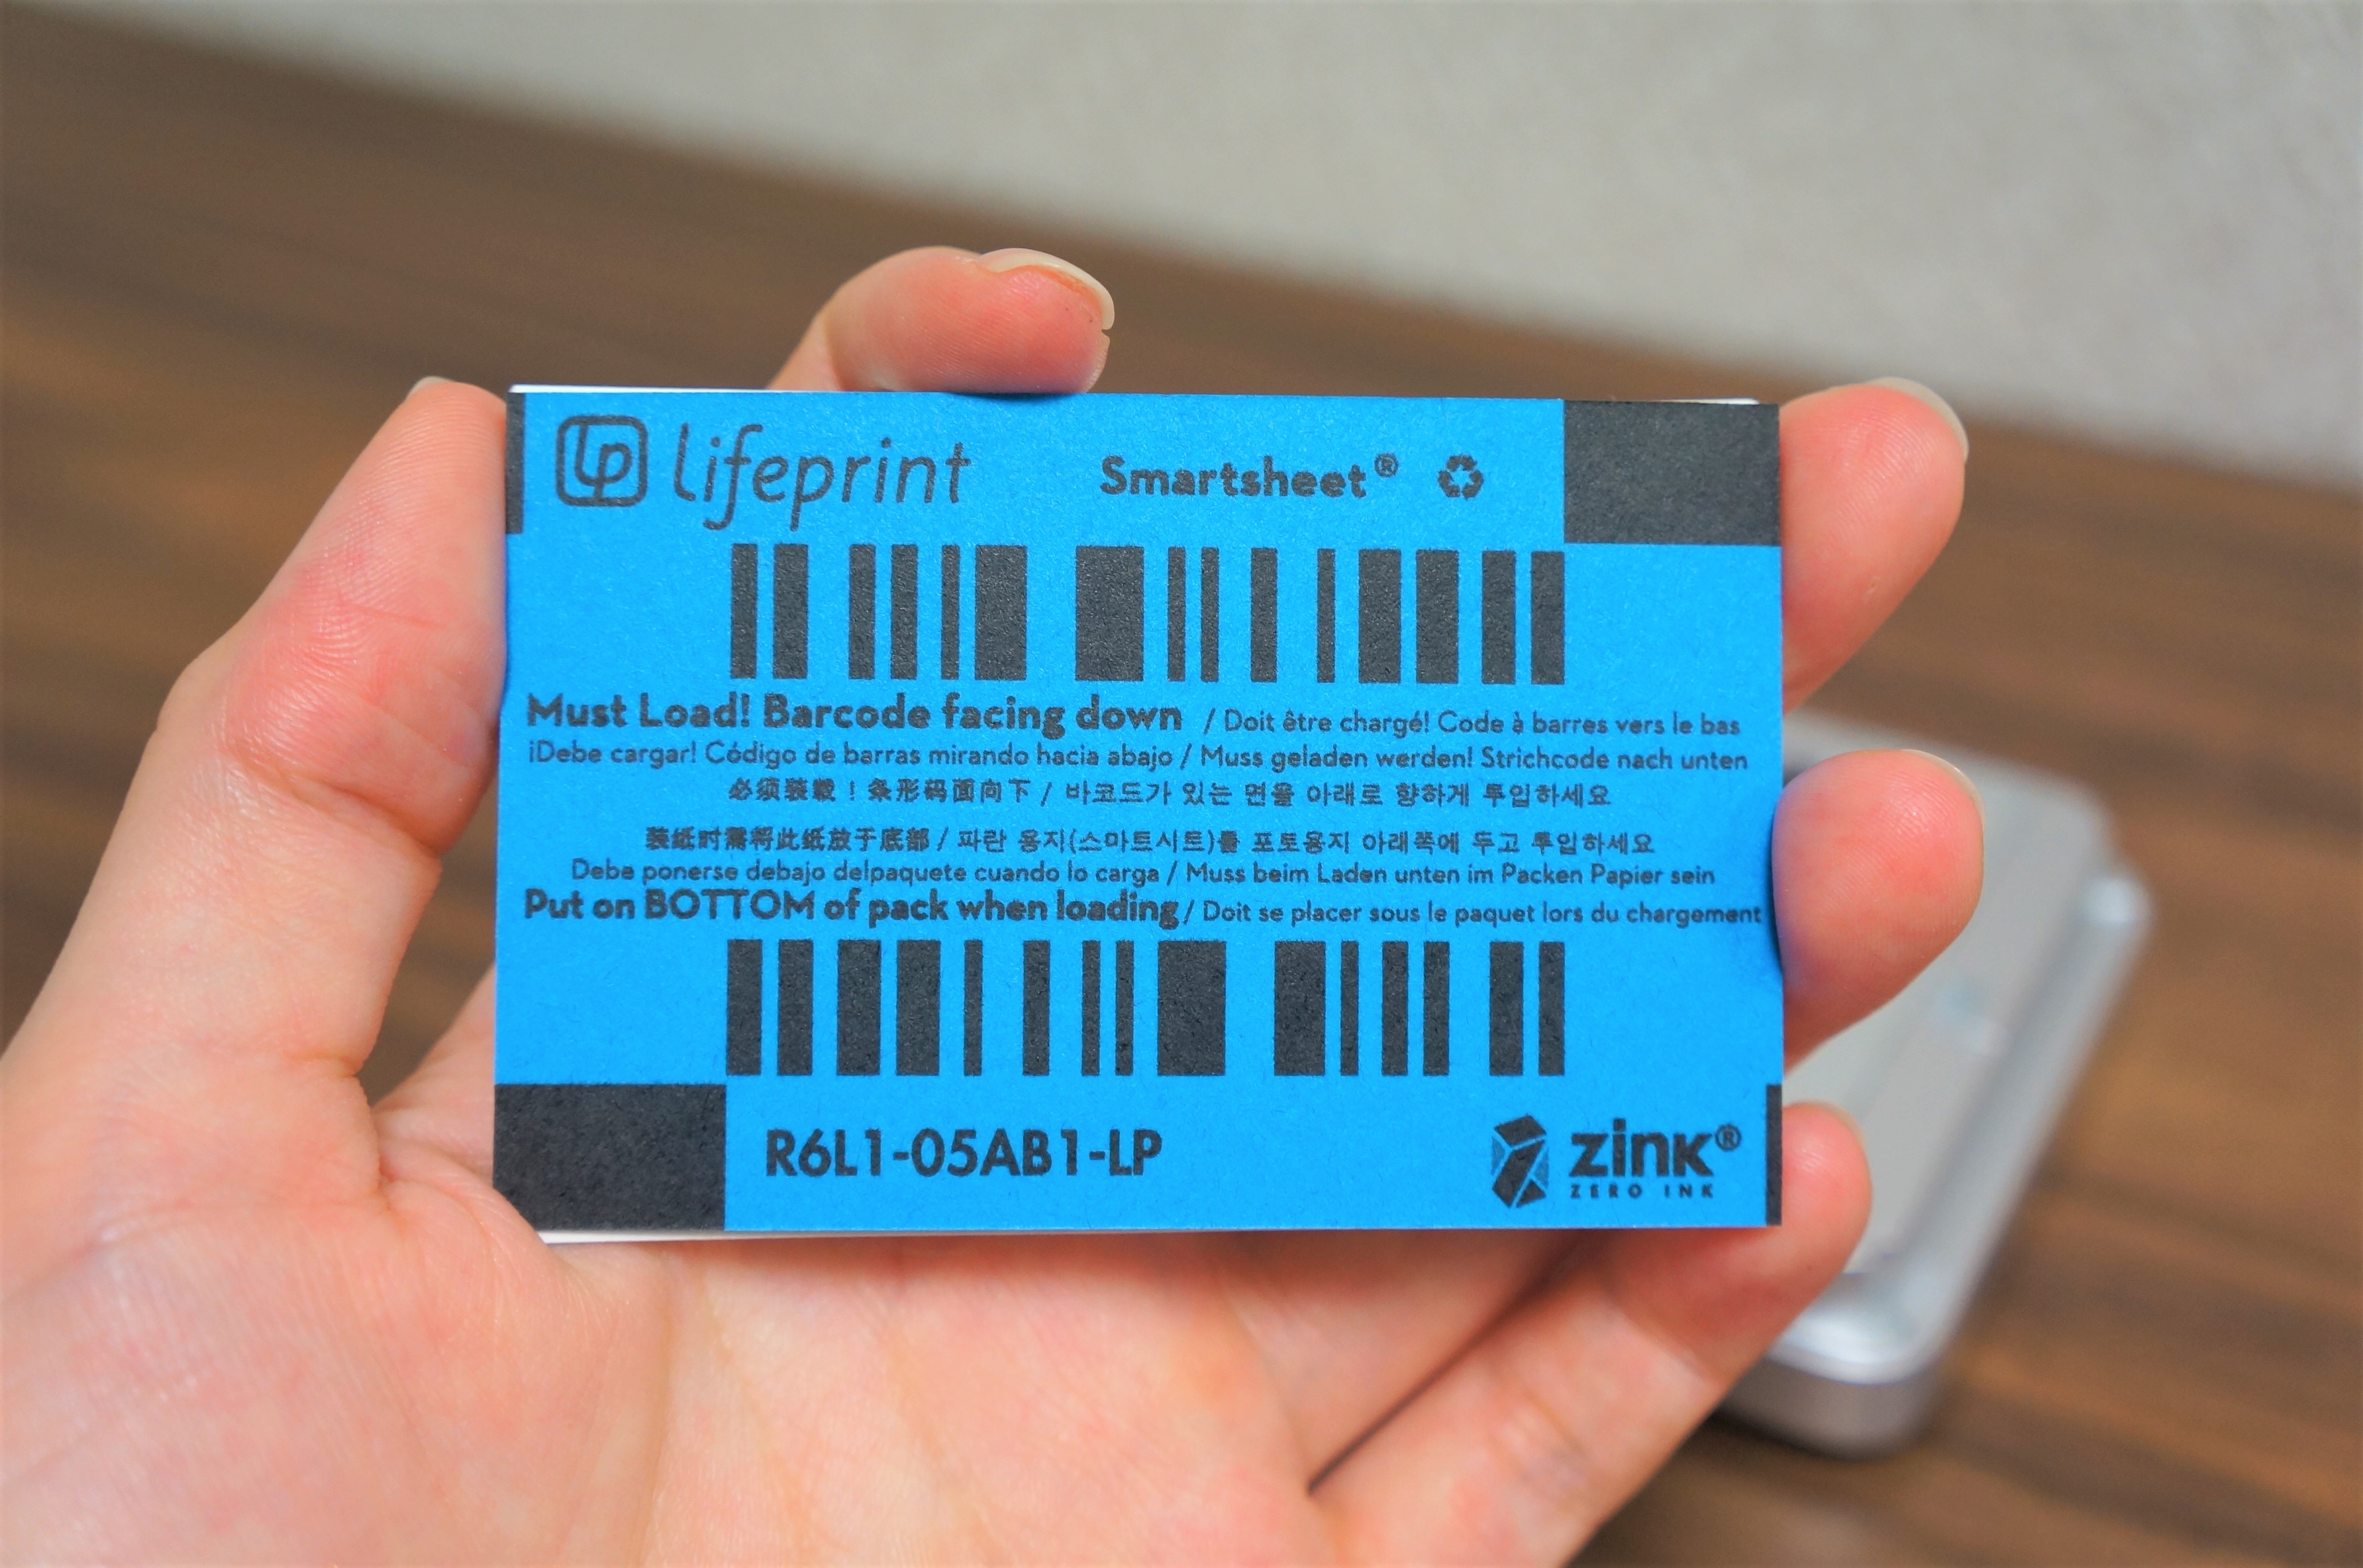 Lp lifeprint Smartsheet®
Must Load! Barcode facing down / Doit être chargé! Code à barres vers le bas
¡Debe cargar! Código de barras mirando hacia abajo / Muss geladen werden! Strichcode nach unten
必须装载！条形码面向下 / 바코드가 있는 면을 아래로 향하게 투입하세요
装纸时需将此纸放于底部 / 파란 용지(스마트시트)를 포토용지 아래쪽에 두고 투입하세요
Debe ponerse debajo delpaquete cuando lo carga / Muss beim Laden unten im Packen Papier sein
Put on BOTTOM of pack when loading / Doit se placer sous le paquet lors du chargement
R6L1-05AB1-LP zink®
ZERO INK